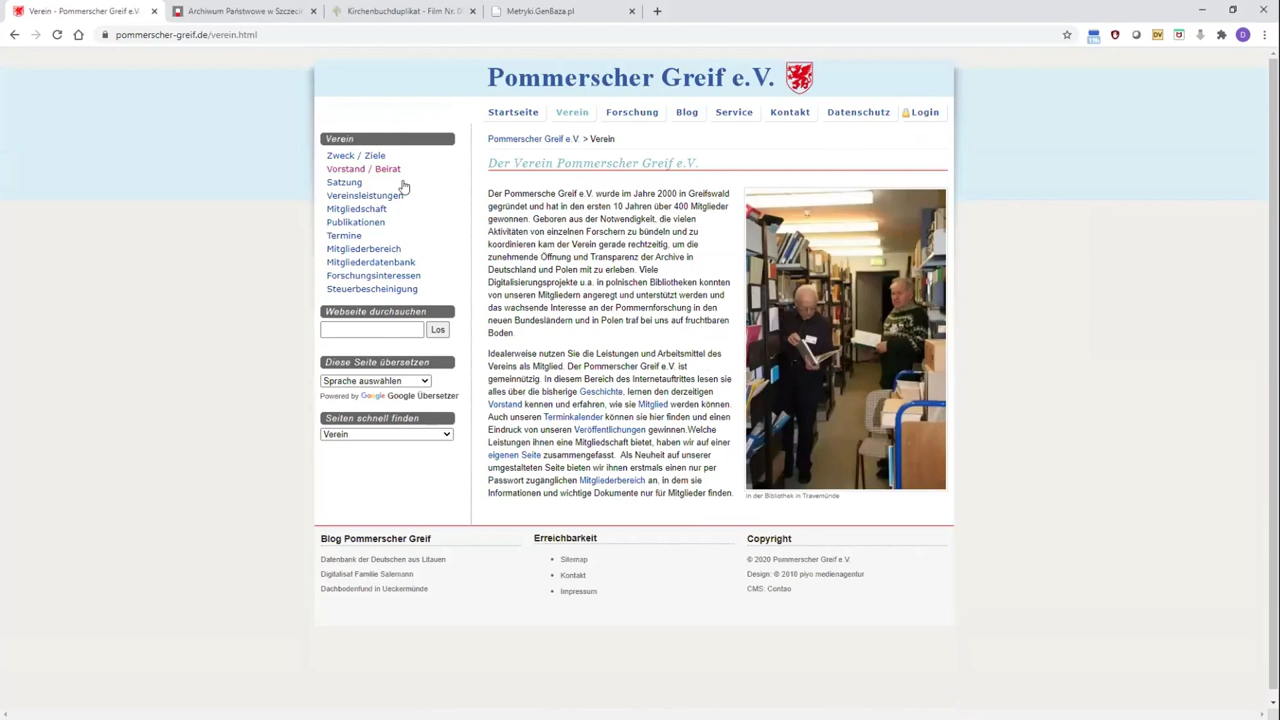 Verein - Pommerscher Greif e.V.
Archiwum Państwowe w Szczecin
Kirchenbuchduplikat - Film Nr. D
Metryki.GenBaza.pl
pommerscher-greif.de/verein.html
Pommerscher Greif e.V.
Startseite Verein Forschung Blog Service Kontakt Datenschutz Login
Verein
Zweck / Ziele
Vorstand / Beirat
Satzung
Vereinsleistungen
Mitgliedschaft
Publikationen
Termine
Mitgliederbereich
Mitgliederdatenbank
Forschungsinteressen
Steuerbescheinigung
Webseite durchsuchen
Los
Diese Seite übersetzen
Sprache auswählen
Powered by Google Google Übersetzer
Seiten schnell finden
Verein
Pommerscher Greif e.V. > Verein
Der Verein Pommerscher Greif e.V.
Der Pommersche Greif e.V. wurde im Jahre 2000 in Greifswald
gegründet und hat in den ersten 10 Jahren über 400 Mitglieder
gewonnen. Geboren aus der Notwendigkeit, die vielen
Aktivitäten von einzelnen Forschern zu bündeln und zu
koordinieren kam der Verein gerade rechtzeitig, um die
zunehmende Öffnung und Transparenz der Archive in
Deutschland und Polen mit zu erleben. Viele
Digitalisierungsprojekte u.a. in polnischen Bibliotheken konnten
von unseren Mitgliedern angeregt und unterstützt werden und
das wachsende Interesse an der Pommernforschung in den
neuen Bundesländern und in Polen traf bei uns auf fruchtbaren
Boden.
Idealerweise nutzen Sie die Leistungen und Arbeitsmittel des
Vereins als Mitglied. Der Pommerscher Greif e.V. ist
gemeinnützig. In diesem Bereich des Internetauftrittes lesen sie
alles über die bisherige Geschichte, lernen den derzeitigen
Vorstand kennen und erfahren, wie sie Mitglied werden können.
Auch unseren Terminkalender können sie hier finden und einen
Eindruck von unseren Veröffentlichungen gewinnen.Welche
Leistungen ihnen eine Mitgliedschaft bietet, haben wir auf einer
eigenen Seite zusammengefasst. Als Neuheit auf unserer
umgestalteten Seite bieten wir ihnen erstmals einen nur per
Passwort zugänglichen Mitgliederbereich an, in dem sie
Informationen und wichtige Dokumente nur für Mitglieder finden.
In der Bibliothek in Travemünde
Blog Pommerscher Greif
Datenbank der Deutschen aus Litauen
Digitalisat Familie Salemann
Dachbodenfund in Ueckermünde
Erreichbarkeit
Sitemap
Kontakt
Impressum
Copyright
© 2020 Pommerscher Greif e.V.
Design: © 2010 piyo medienagentur
CMS: Contao